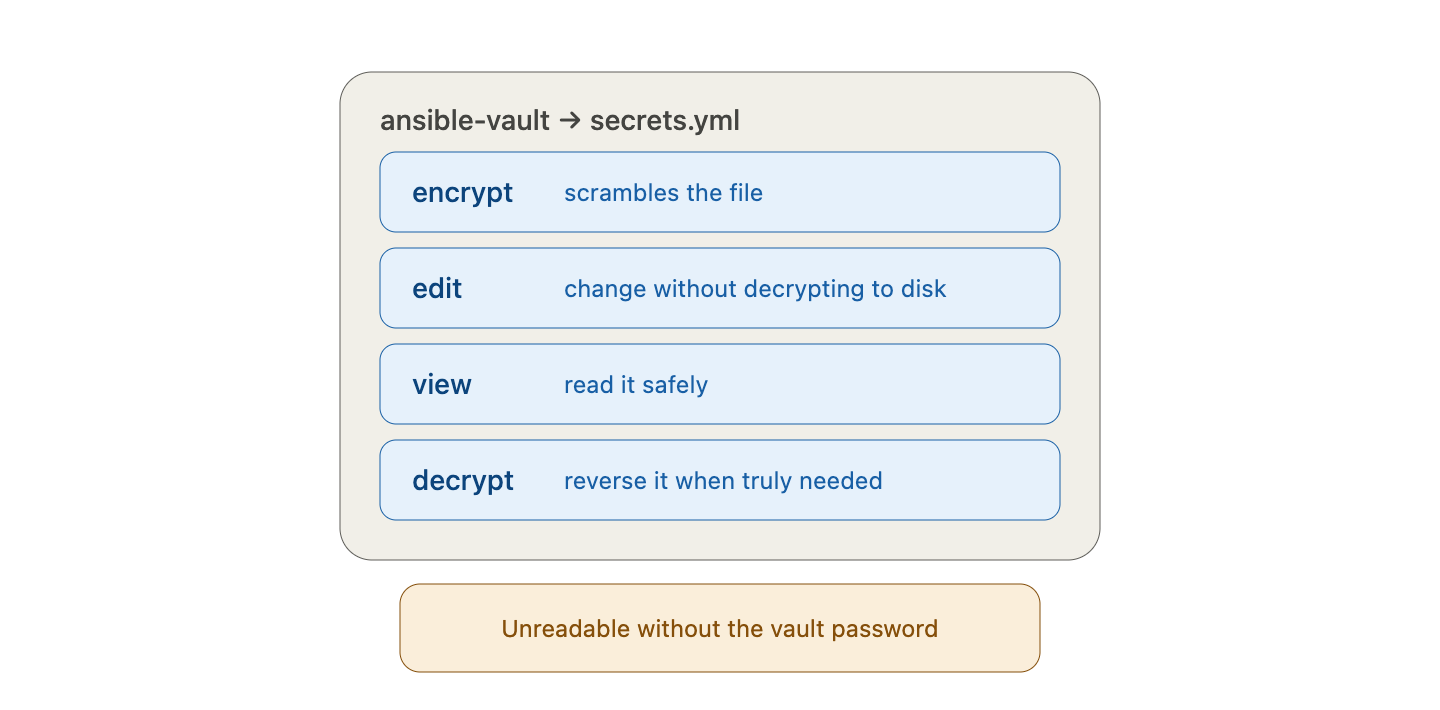 ansible-vault → secrets.yml
encrypt scrambles the file
edit change without decrypting to disk
view read it safely
decrypt reverse it when truly needed
Unreadable without the vault password